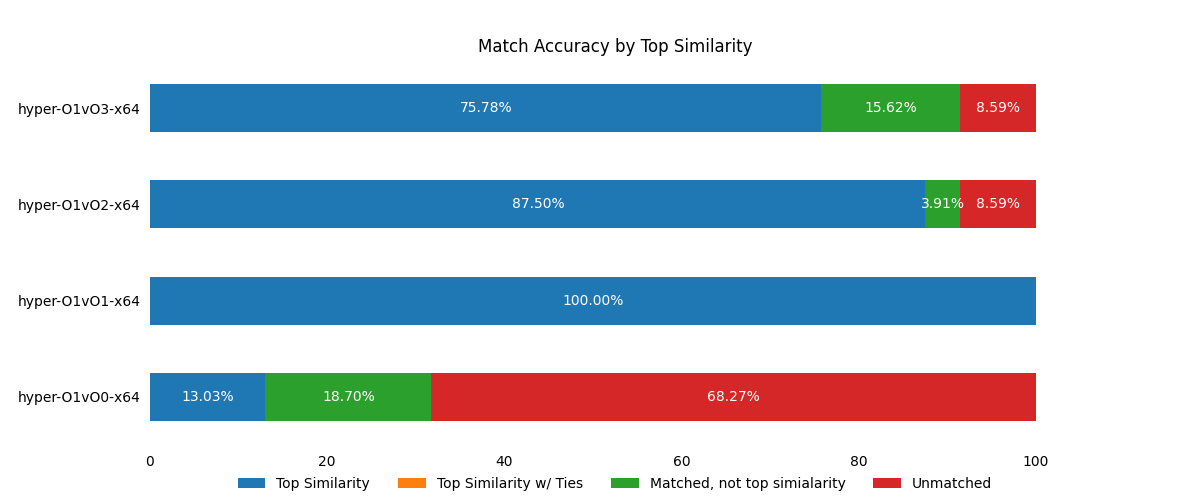 Match Accuracy by Top Similarity
hyper-O1vO3-x64
75.78%
15.62%
8.59%
hyper-O1vO2-x64
87.50%
3.91%
8.59%
hyper-O1vO1-x64
100.00%
hyper-O1vO0-x64
13.03%
18.70%
68.27%
0
20
40
60
80
100
Top Similarity
Top Similarity w/ Ties
Matched, not top simialarity
Unmatched